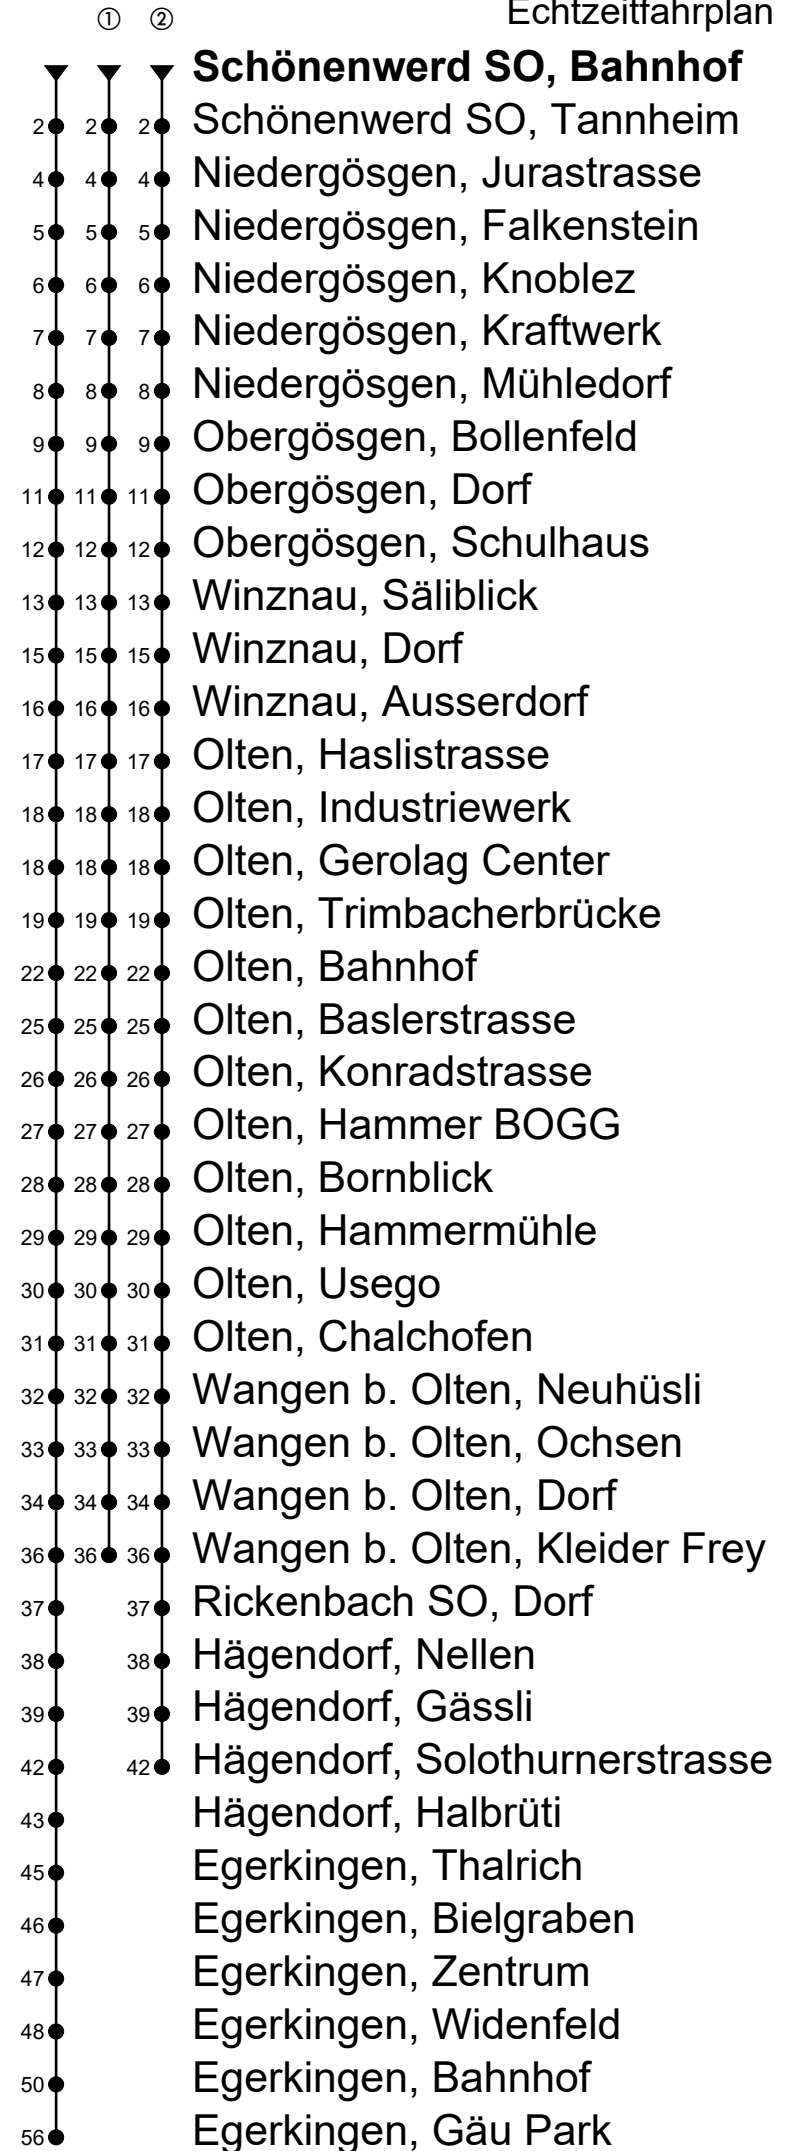 Echtzeitfahrplan
① ②
Schönenwerd SO, Bahnhof
2 2 2 Schönenwerd SO, Tannheim
4 4 4 Niedergösgen, Jurastrasse
5 5 5 Niedergösgen, Falkenstein
6 6 6 Niedergösgen, Knoblez
7 7 7 Niedergösgen, Kraftwerk
8 8 8 Niedergösgen, Mühledorf
9 9 9 Obergösgen, Bollenfeld
11 11 11 Obergösgen, Dorf
12 12 12 Obergösgen, Schulhaus
13 13 13 Winznau, Säliblick
15 15 15 Winznau, Dorf
16 16 16 Winznau, Ausserdorf
17 17 17 Olten, Haslistrasse
18 18 18 Olten, Industriewerk
18 18 18 Olten, Gerolag Center
19 19 19 Olten, Trimbacherbrücke
22 22 22 Olten, Bahnhof
25 25 25 Olten, Baslerstrasse
26 26 26 Olten, Konradstrasse
27 27 27 Olten, Hammer BOGG
28 28 28 Olten, Bornblick
29 29 29 Olten, Hammermühle
30 30 30 Olten, Usego
31 31 31 Olten, Chalchofen
32 32 32 Wangen b. Olten, Neuhüsli
33 33 33 Wangen b. Olten, Ochsen
34 34 34 Wangen b. Olten, Dorf
36 36 36 Wangen b. Olten, Kleider Frey
37 37 Rickenbach SO, Dorf
38 38 Hägendorf, Nellen
39 39 Hägendorf, Gässli
42 42 Hägendorf, Solothurnerstrasse
43 Hägendorf, Halbrüti
45 Egerkingen, Thalrich
46 Egerkingen, Bielgraben
47 Egerkingen, Zentrum
48 Egerkingen, Widenfeld
50 Egerkingen, Bahnhof
56 Egerkingen, Gäu Park